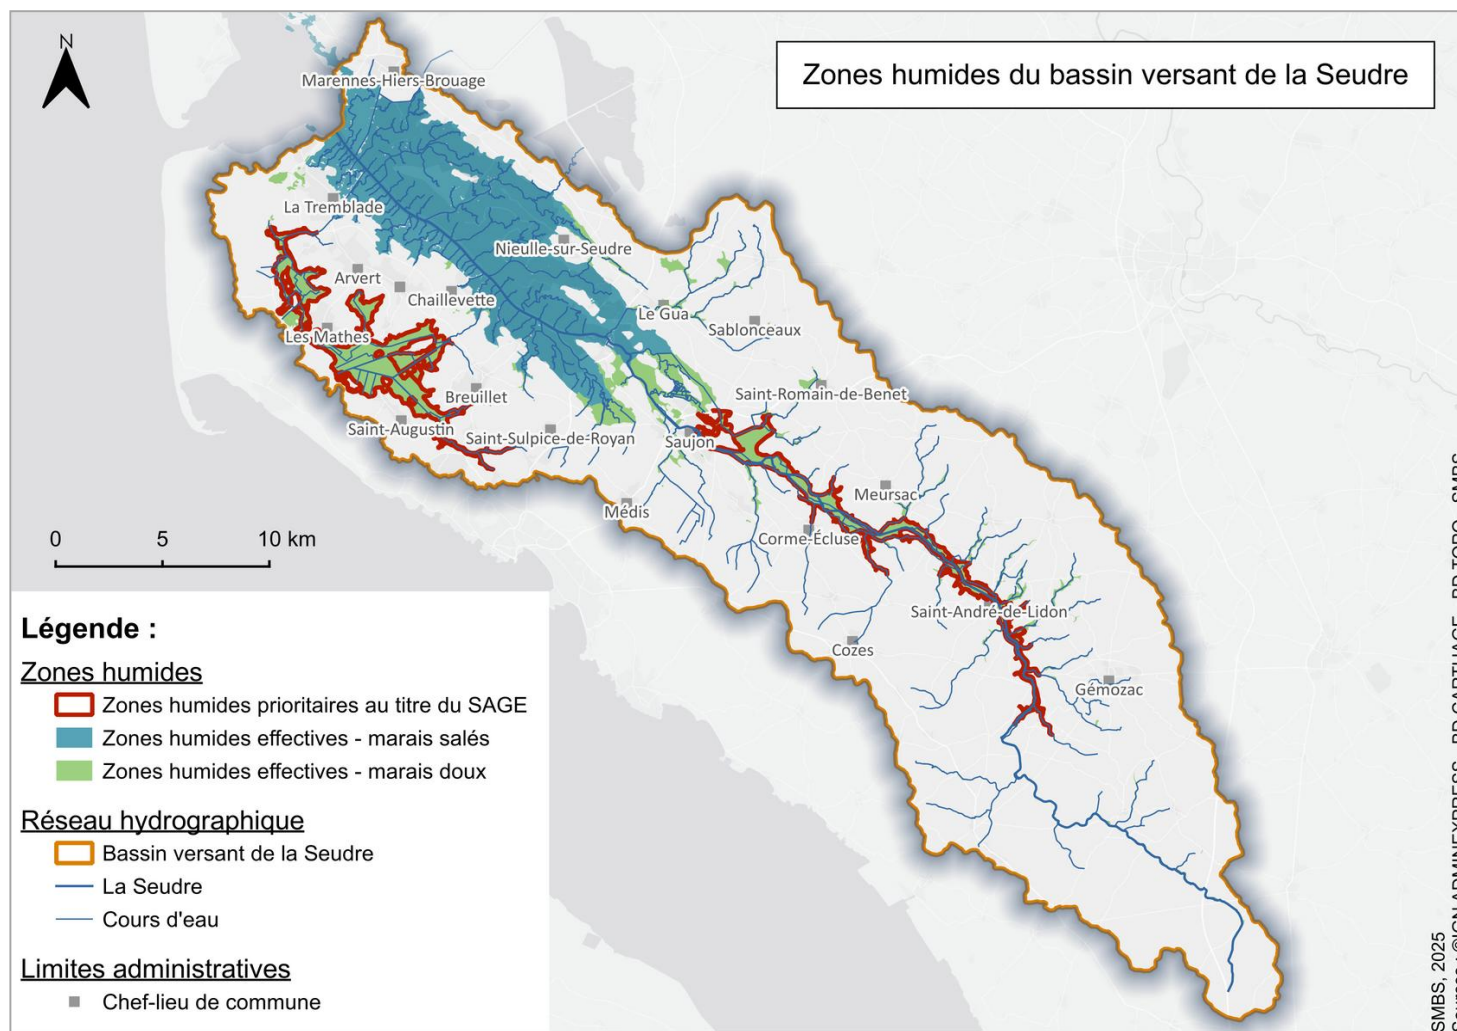 Zones humides du bassin versant de la Seudre
N
Marennes-Hiers-Brouage
La Tremblade
Nieulle-sur-Seudre
Arvert
Chaillevette
Le Gua
Sablonceaux
Les Mathes
Breuillet
Saint-Romain-de-Benet
Saint-Augustin
Saint-Sulpice-de-Royan
Saujon
Meursac
Médis
Corme-Écluse
Saint-André-de-Lidon
Cozes
Gémozac
0 5 10 km
Légende :
Zones humides
Zones humides prioritaires au titre du SAGE
Zones humides effectives - marais salés
Zones humides effectives - marais doux
Réseau hydrographique
Bassin versant de la Seudre
La Seudre
Cours d'eau
Limites administratives
Chef-lieu de commune
SMBS, 2025